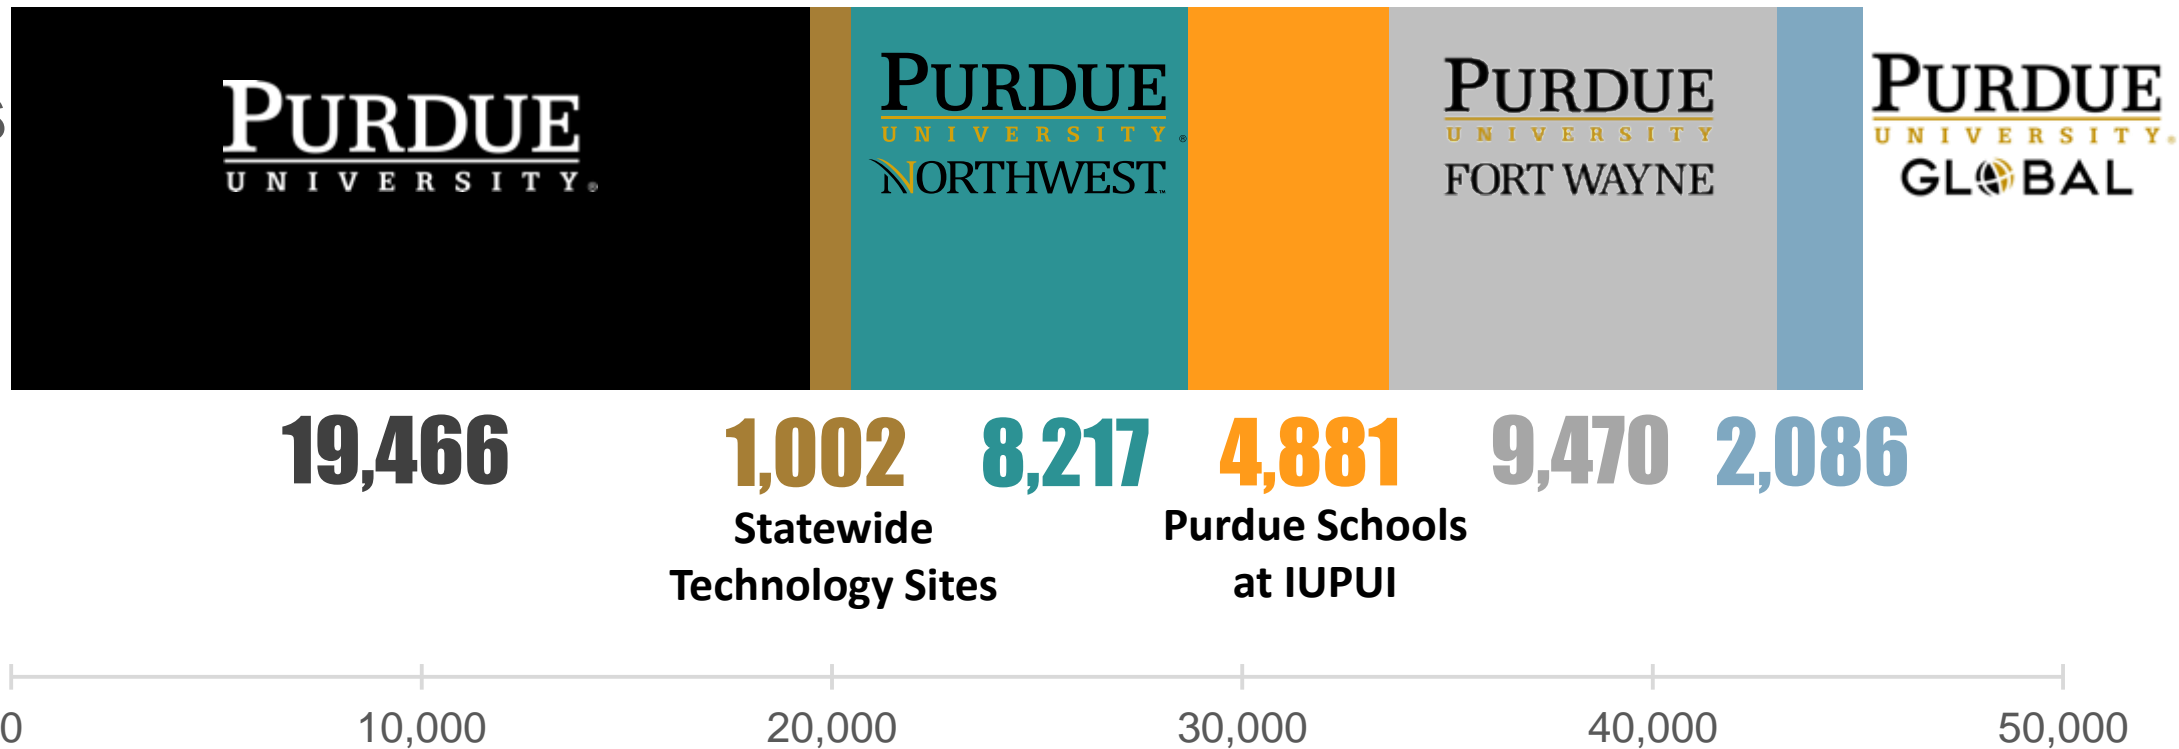 PURDUE
UNIVERSITY®
PURDUE
UNIVERSITY®
NORTHWEST™
PURDUE
UNIVERSITY
FORT WAYNE
PURDUE
UNIVERSITY®
GLOBAL
19,466
1,002
8,217
4,881
9,470
2,086
Statewide
Technology Sites
Purdue Schools
at IUPUI
0
10,000
20,000
30,000
40,000
50,000